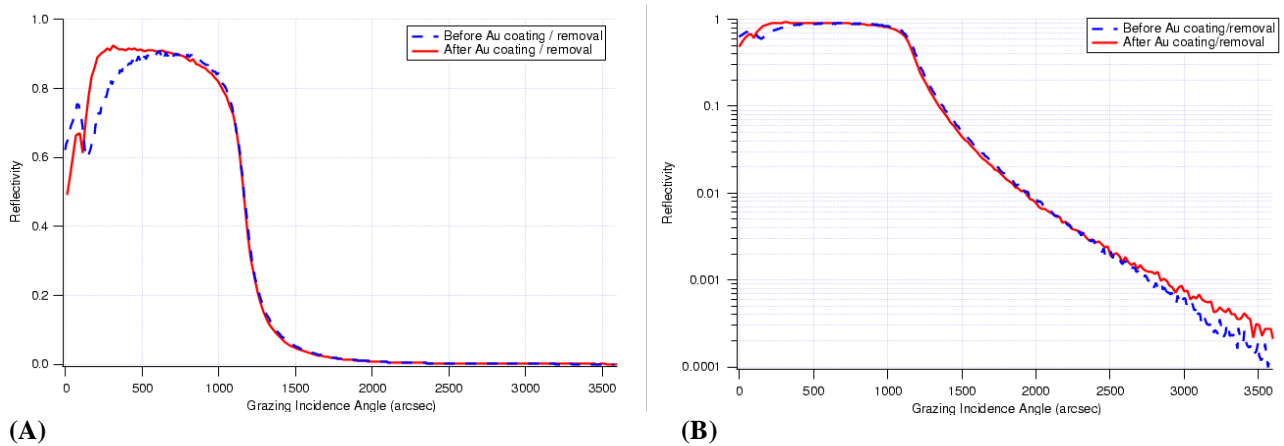 1.0
0.8
0.6
0.4
0.2
0.0
Reflectivity
Before Au coating / removal
After Au coating / removal
0 500 1000 1500 2000 2500 3000 3500
Grazing Incidence Angle (arcsec)
(A)
1
0.1
0.01
0.001
0.0001
Reflectivity
Before Au coating/removal
After Au coating/removal
0 500 1000 1500 2000 2500 3000 3500
Grazing Incidence Angle (arcsec)
(B)